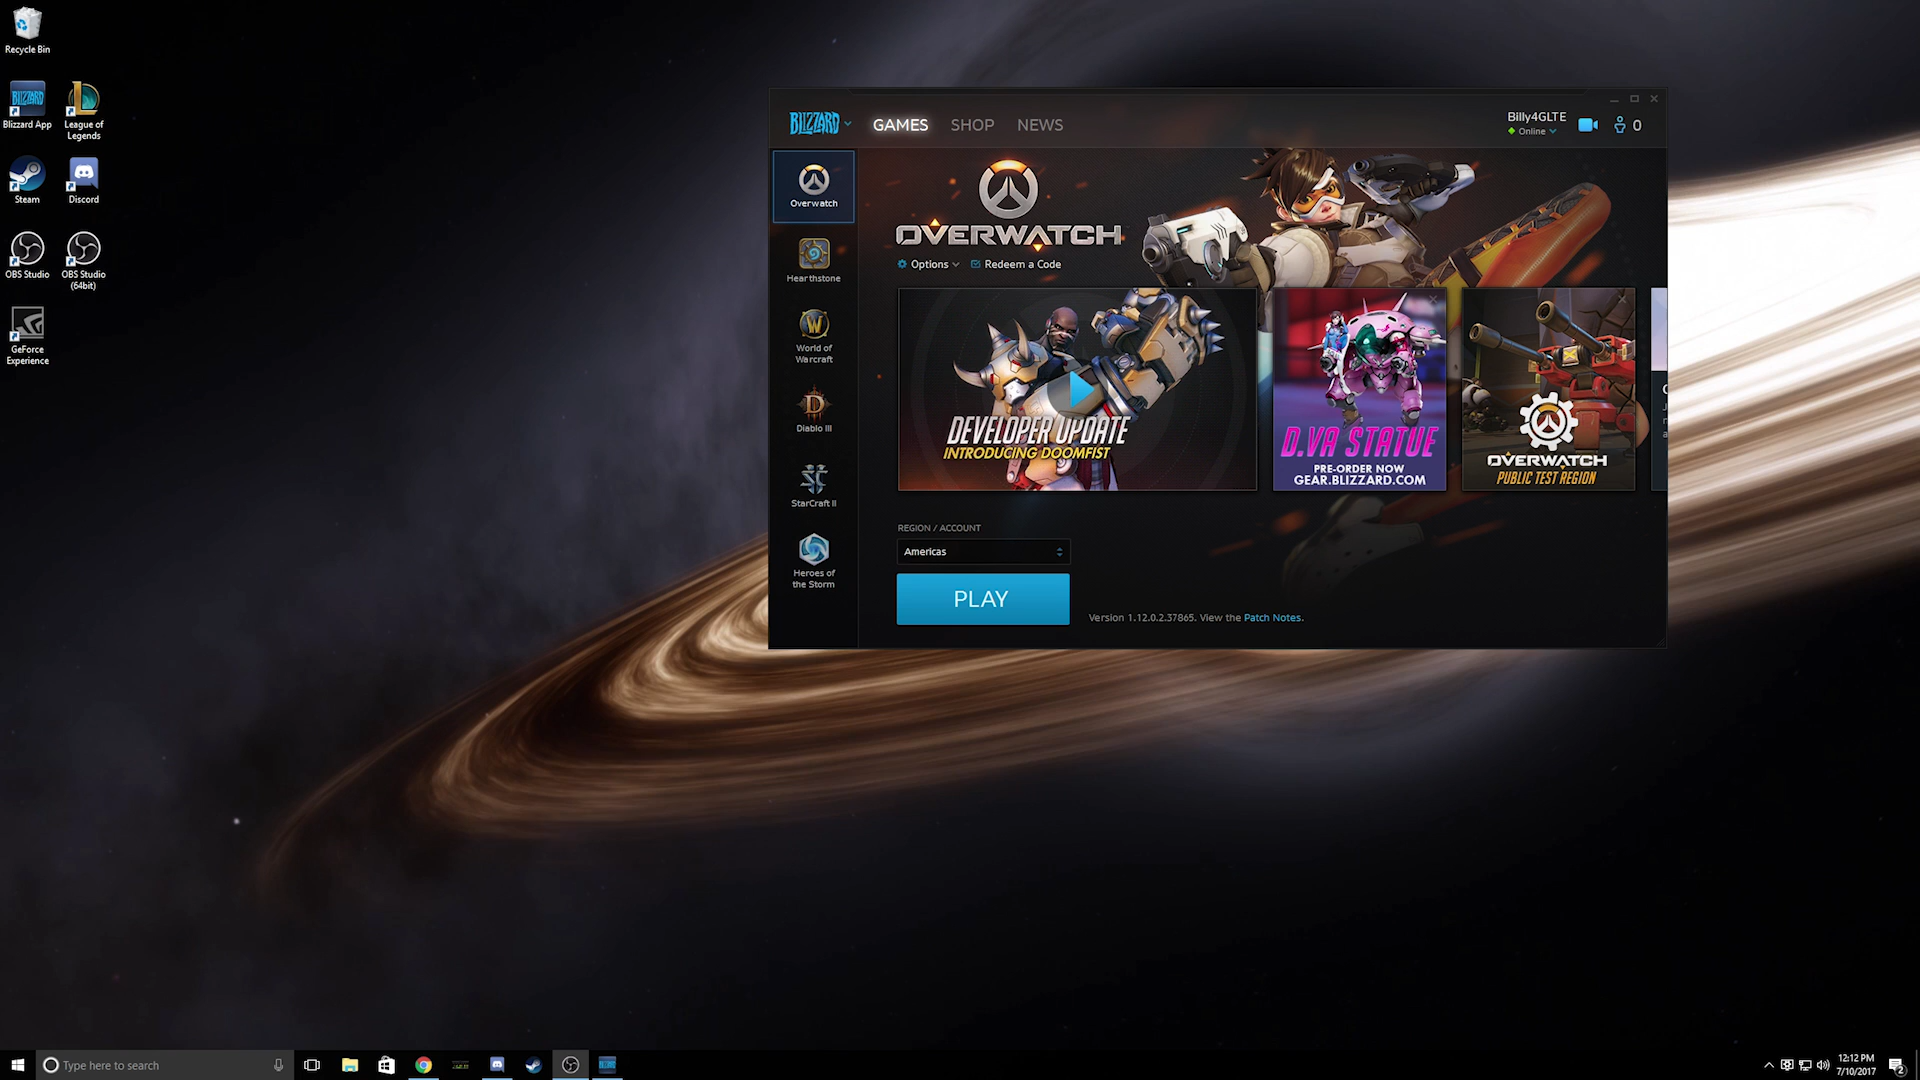 Recycle Bin
BLIZZARD
Blizzard App
League of
Legends
Steam
Discord
OBS Studio
OBS Studio
(64bit)
GeForce
Experience
BLIZZARD
GAMES
SHOP
NEWS
Billy4GLTE
Online
0
Overwatch
Hearthstone
World of
Warcraft
Diablo III
StarCraft II
Heroes of
the Storm
OVERWATCH
Options
Redeem a Code
DEVELOPER UPDATE
INTRODUCING DOOMFIST
D.VA STATUE
PRE-ORDER NOW
GEAR.BLIZZARD.COM
OVERWATCH
PUBLIC TEST REGION
REGION / ACCOUNT
Americas
PLAY
Version 1.12.0.2.37865. View the Patch Notes.
Type here to search
BLIZZARD
12:12 PM
7/10/2017
2